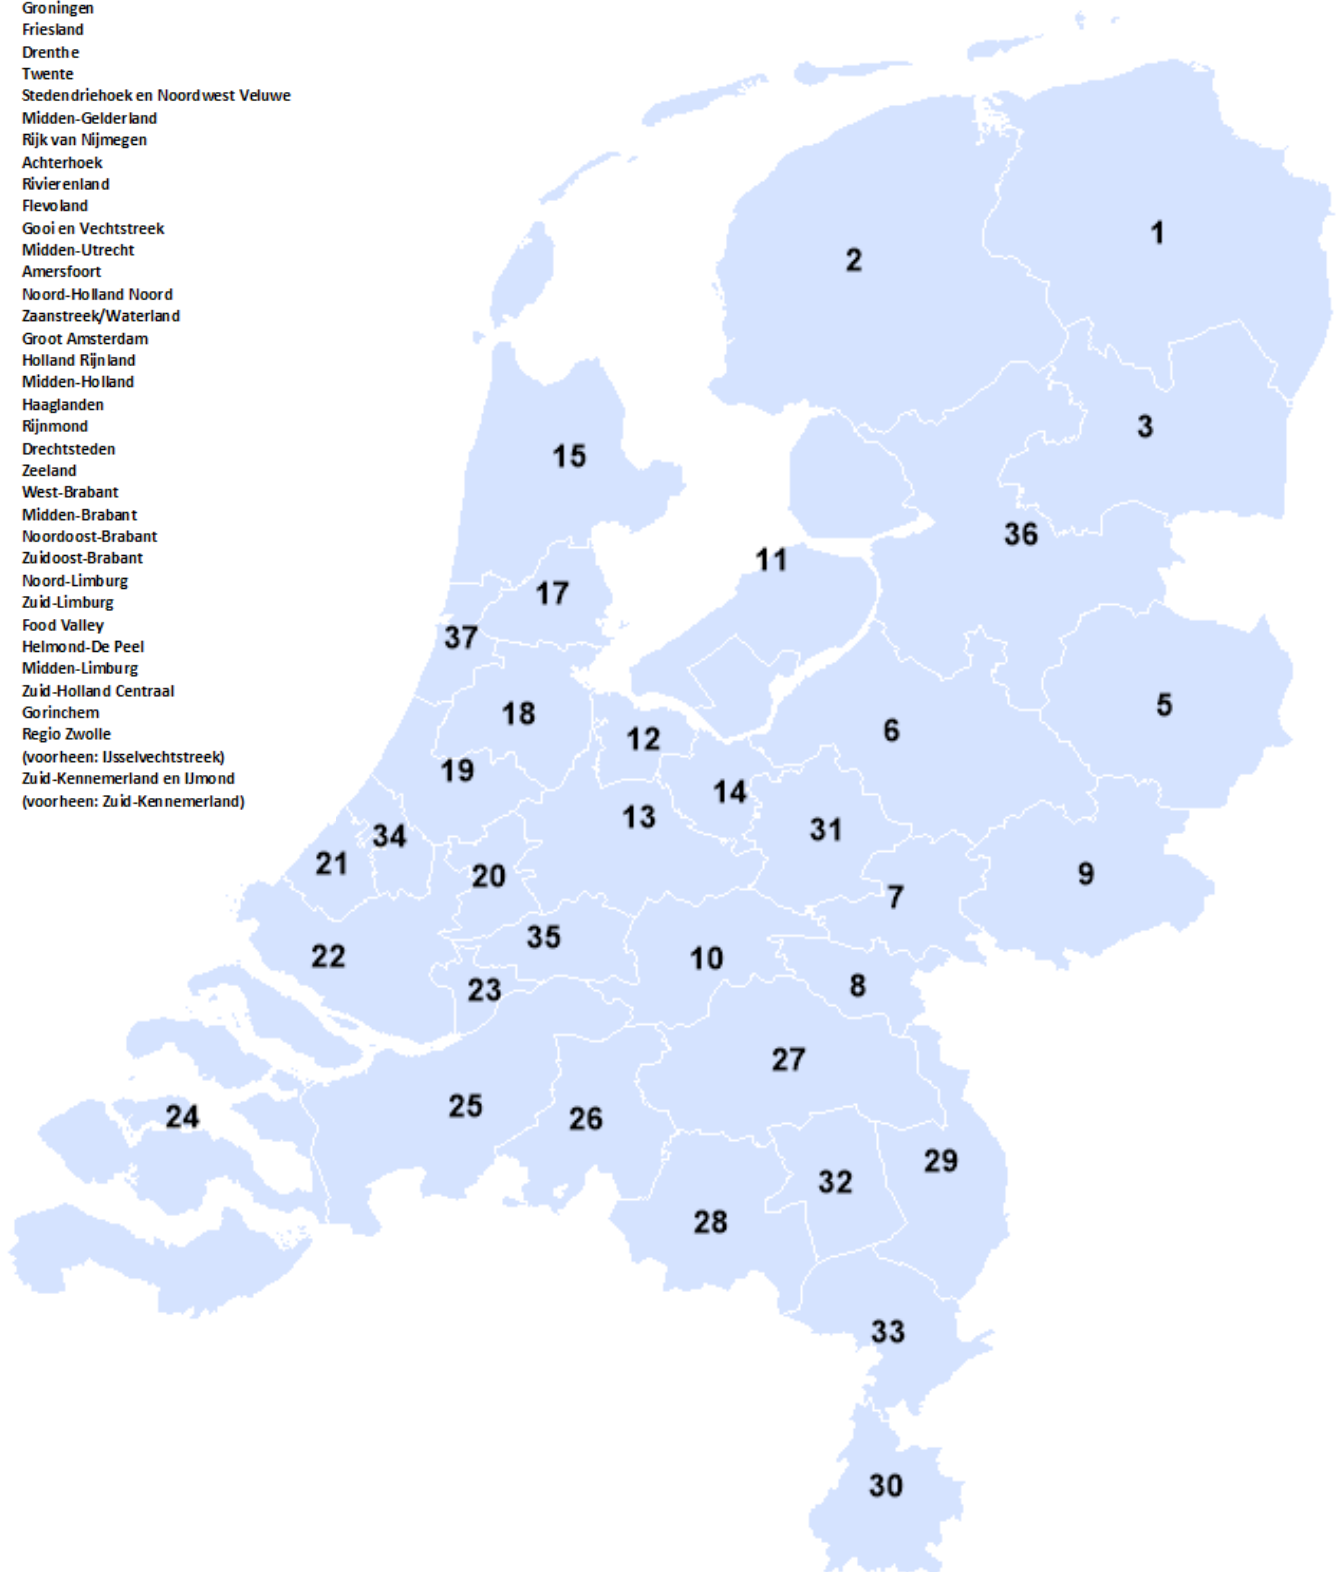 Groningen
Friesland
Drenthe
Twente
Stedendriehoek en Noordwest Veluwe
Midden-Gelderland
Rijk van Nijmegen
Achterhoek
Rivierenland
Flevoland
Gooi en Vechtstreek
Midden-Utrecht
Amersfoort
Noord-Holland Noord
Zaanstreek/Waterland
Groot Amsterdam
Holland Rijnland
Midden-Holland
Haaglanden
Rijnmond
Drechtsteden
Zeeland
West-Brabant
Midden-Brabant
Noordoost-Brabant
Zuidoost-Brabant
Noord-Limburg
Zuid-Limburg
Food Valley
Helmond-De Peel
Midden-Limburg
Zuid-Holland Centraal
Gorinchem
Regio Zwolle
(voorheen: IJsselvechtstreek)
Zuid-Kennemerland en IJmond
(voorheen: Zuid-Kennemerland)
1
2
3
15
36
11
17
37
5
18
6
12
19
14
13
31
34
21
20
9
7
35
22
10
8
23
27
25
24
26
29
32
28
33
30